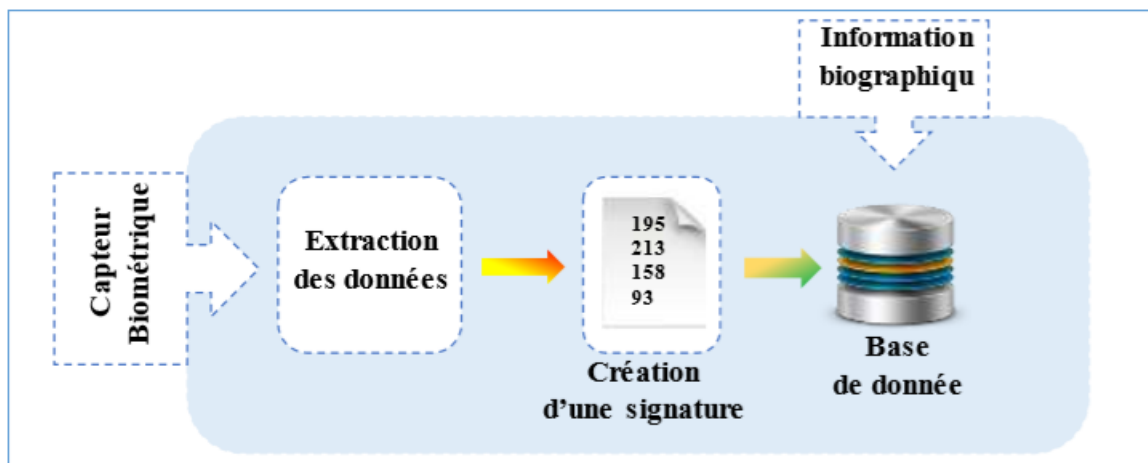 Information
biographiqu
Capteur
Biométrique
Extraction
des données
195
213
158
93
Création
d'une signature
Base
de donnée